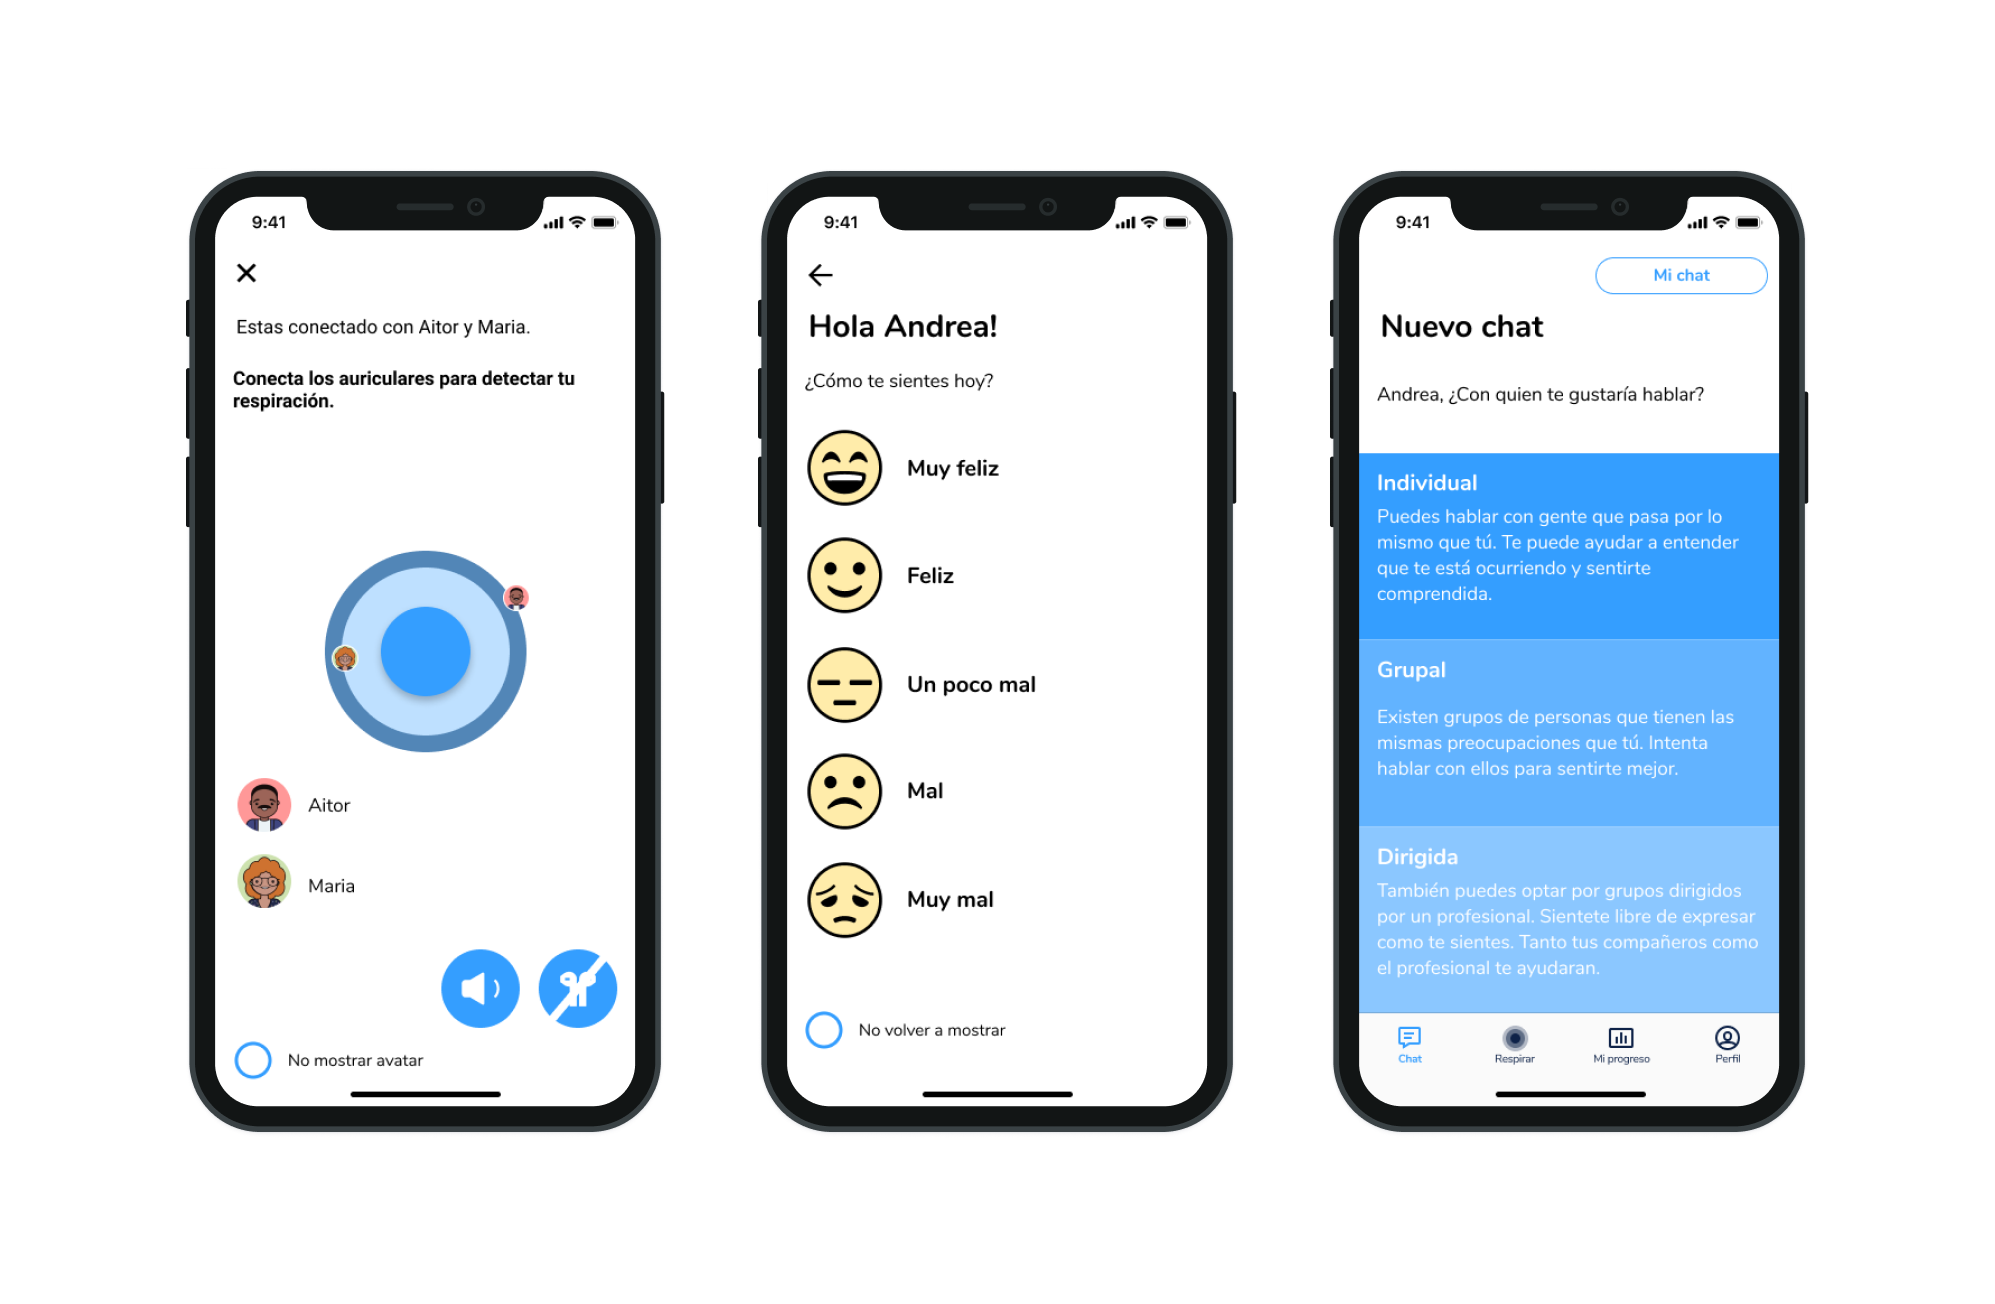 9:41
Estas conectado con Aitor y Maria.
Conecta los auriculares para detectar tu
respiración.
Aitor
Maria
No mostrar avatar
9:41
Hola Andrea!
¿Cómo te sientes hoy?
Muy feliz
Feliz
Un poco mal
Mal
Muy mal
No volver a mostrar
9:41
Mi chat
Nuevo chat
Andrea, ¿Con quien te gustaría hablar?
Individual
Puedes hablar con gente que pasa por lo
mismo que tú. Te puede ayudar a entender
que te está ocurriendo y sentirte
comprendida.
Grupal
Existen grupos de personas que tienen las
mismas preocupaciones que tú. Intenta
hablar con ellos para sentirte mejor.
Dirigida
También puedes optar por grupos dirigidos
por un profesional. Sientete libre de expresar
como te sientes. Tanto tus compañeros como
el profesional te ayudaran.
Chat
Respirar
Mi progreso
Perfil